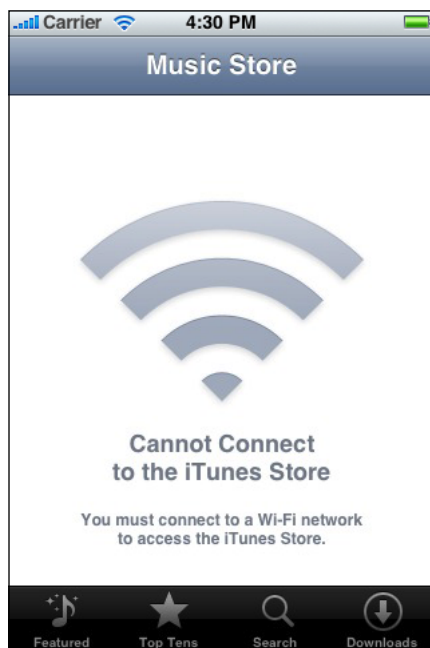 Carrier 4:30 PM
Music Store
Cannot Connect
to the iTunes Store
You must connect to a Wi-Fi network
to access the iTunes Store.
Featured Top Tens Search Downloads